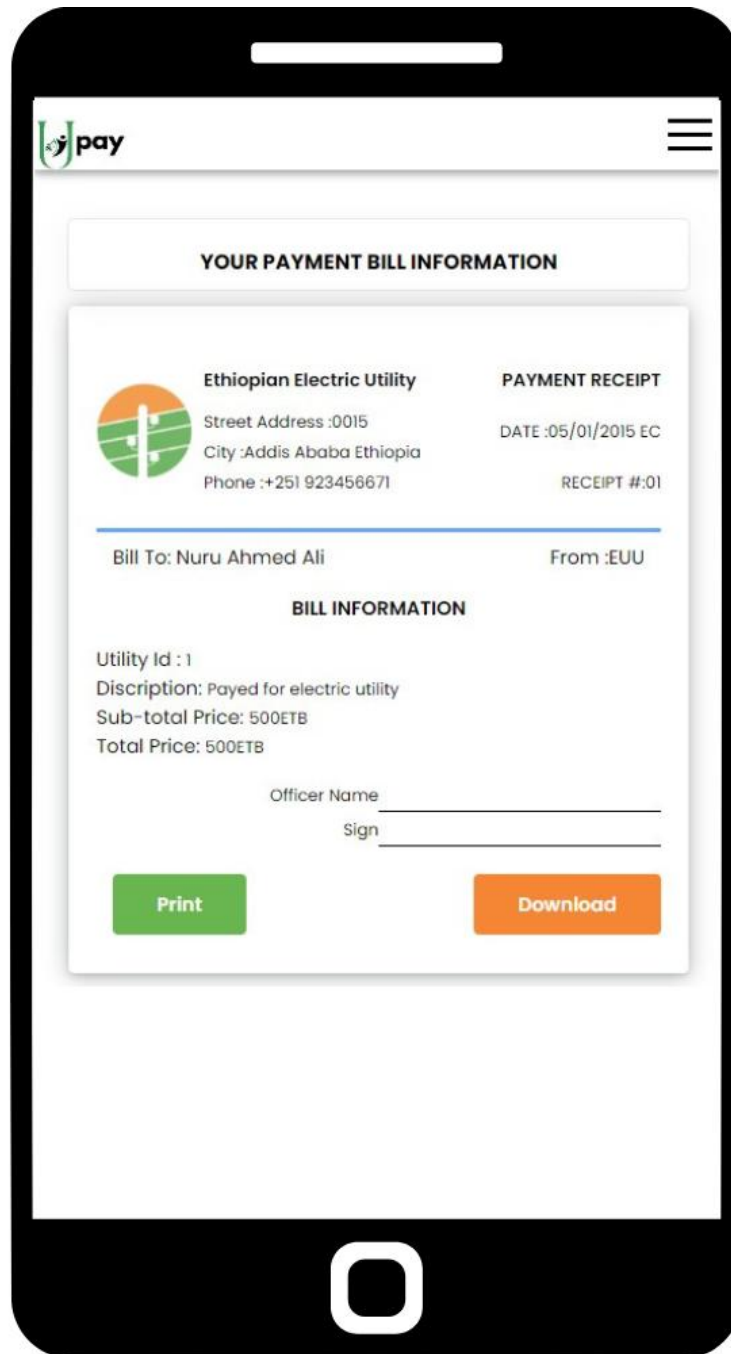 Upay
YOUR PAYMENT BILL INFORMATION
Ethiopian Electric Utility
PAYMENT RECEIPT
Street Address :0015
DATE :05/01/2015 EC
City :Addis Ababa Ethiopia
Phone :+251 923456671
RECEIPT #:01
Bill To: Nuru Ahmed Ali
From :EUU
BILL INFORMATION
Utility Id : 1
Discription: Payed for electric utility
Sub-total Price: 500ETB
Total Price: 500ETB
Officer Name
Sign
Print
Download